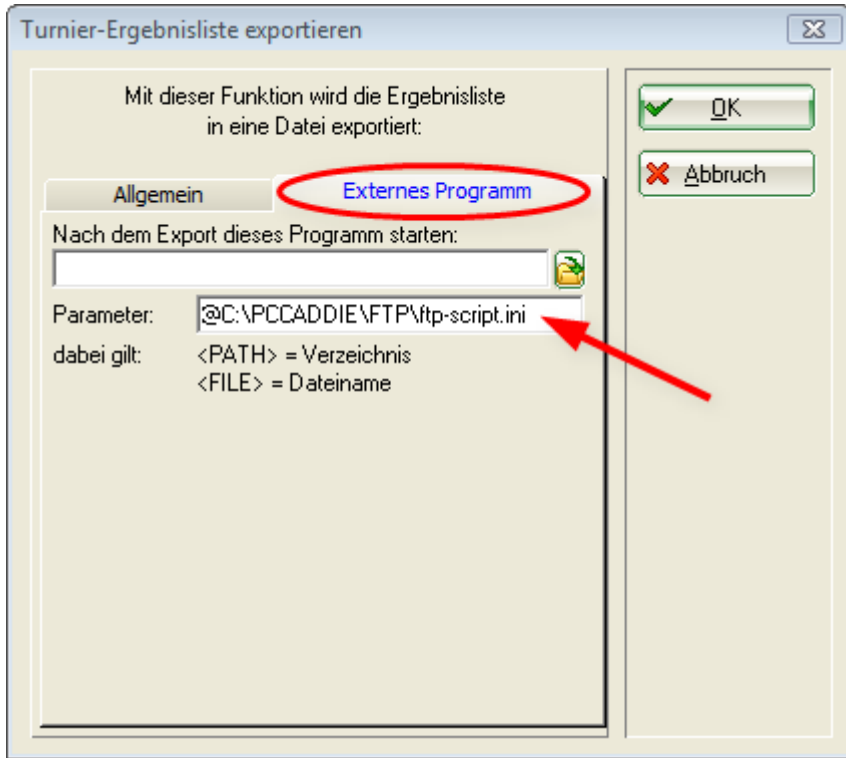 Turnier-Ergebnisliste exportieren
Mit dieser Funktion wird die Ergebnisliste
in eine Datei exportiert:
OK
Abbruch
Allgemein
Externes Programm
Nach dem Export dieses Programm starten:
Parameter: @C:\PCCADDIE\FTP\ftp-script.ini
dabei gilt: <PATH> = Verzeichnis
<FILE> = Dateiname